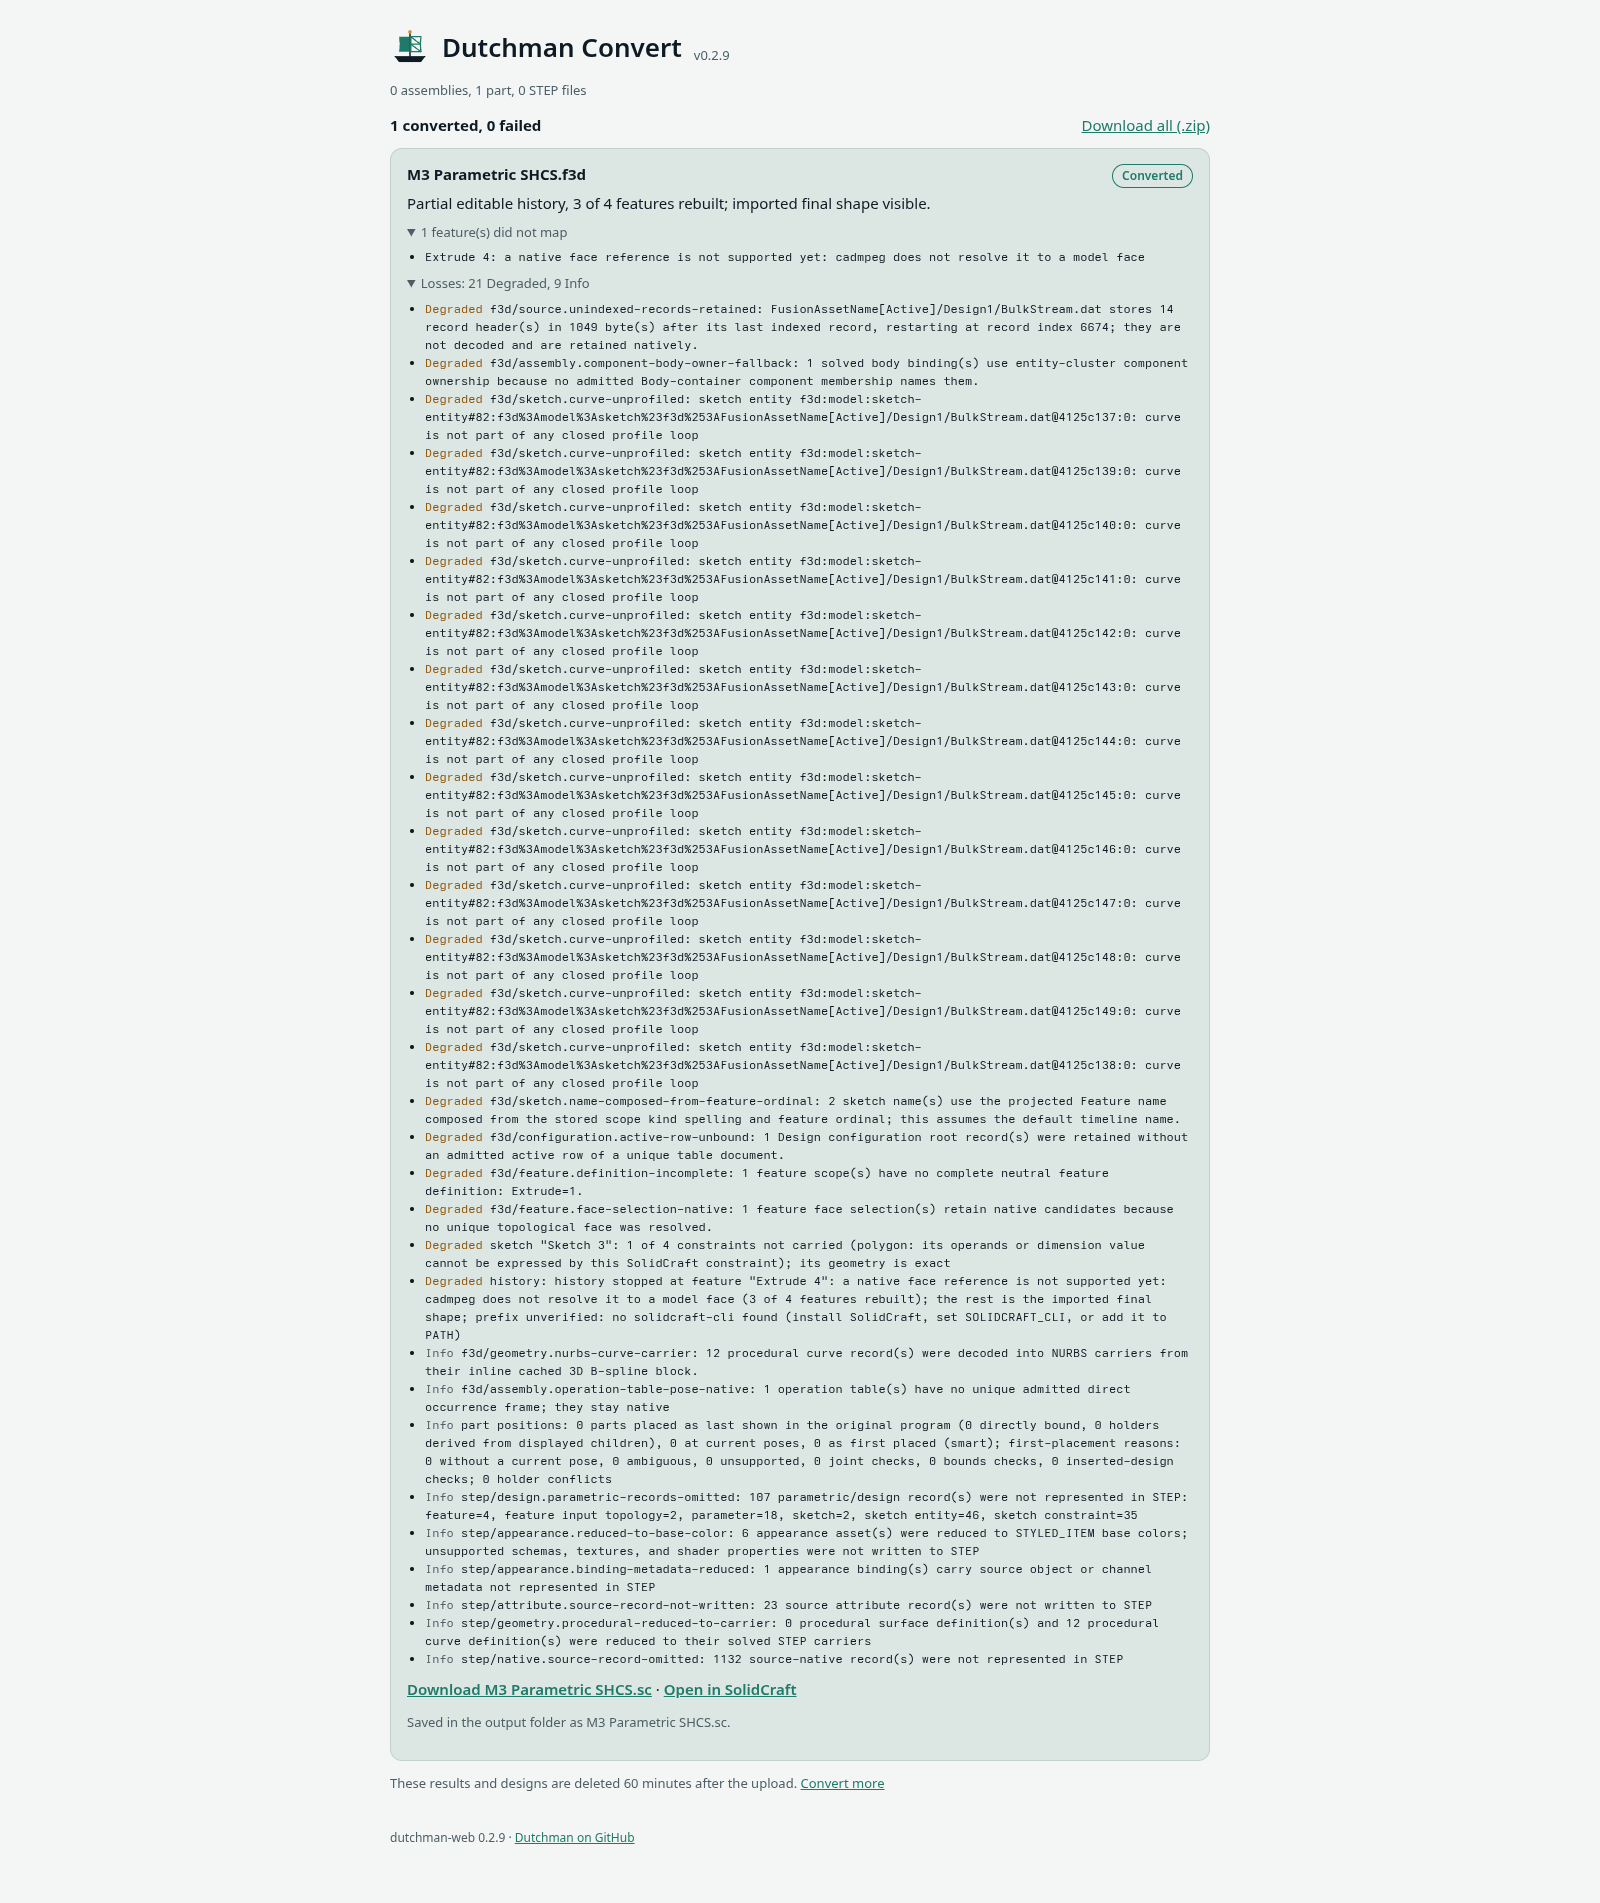 Dutchman Convert v0.2.9
0 assemblies, 1 part, 0 STEP files
1 converted, 0 failed
Download all (.zip)
M3 Parametric SHCS.f3d
Converted
Partial editable history, 3 of 4 features rebuilt; imported final shape visible.
▼ 1 feature(s) did not map
• Extrude 4: a native face reference is not supported yet: cadmpeg does not resolve it to a model face
▼ Losses: 21 Degraded, 9 Info
• Degraded f3d/source.unindexed-records-retained: FusionAssetName[Active]/Design1/BulkStream.dat stores 14
record header(s) in 1049 byte(s) after its last indexed record, restarting at record index 6674; they are
not decoded and are retained natively.
• Degraded f3d/assembly.component-body-owner-fallback: 1 solved body binding(s) use entity-cluster component
ownership because no admitted Body-container component membership names them.
• Degraded f3d/sketch.curve-unprofiled: sketch entity f3d:model:sketch-
entity#82:f3d%3Amodel%3Asketch%23f3d%253AFusionAssetName[Active]/Design1/BulkStream.dat@4125c137:0: curve
is not part of any closed profile loop
• Degraded f3d/sketch.curve-unprofiled: sketch entity f3d:model:sketch-
entity#82:f3d%3Amodel%3Asketch%23f3d%253AFusionAssetName[Active]/Design1/BulkStream.dat@4125c139:0: curve
is not part of any closed profile loop
• Degraded f3d/sketch.curve-unprofiled: sketch entity f3d:model:sketch-
entity#82:f3d%3Amodel%3Asketch%23f3d%253AFusionAssetName[Active]/Design1/BulkStream.dat@4125c140:0: curve
is not part of any closed profile loop
• Degraded f3d/sketch.curve-unprofiled: sketch entity f3d:model:sketch-
entity#82:f3d%3Amodel%3Asketch%23f3d%253AFusionAssetName[Active]/Design1/BulkStream.dat@4125c141:0: curve
is not part of any closed profile loop
• Degraded f3d/sketch.curve-unprofiled: sketch entity f3d:model:sketch-
entity#82:f3d%3Amodel%3Asketch%23f3d%253AFusionAssetName[Active]/Design1/BulkStream.dat@4125c142:0: curve
is not part of any closed profile loop
• Degraded f3d/sketch.curve-unprofiled: sketch entity f3d:model:sketch-
entity#82:f3d%3Amodel%3Asketch%23f3d%253AFusionAssetName[Active]/Design1/BulkStream.dat@4125c143:0: curve
is not part of any closed profile loop
• Degraded f3d/sketch.curve-unprofiled: sketch entity f3d:model:sketch-
entity#82:f3d%3Amodel%3Asketch%23f3d%253AFusionAssetName[Active]/Design1/BulkStream.dat@4125c144:0: curve
is not part of any closed profile loop
• Degraded f3d/sketch.curve-unprofiled: sketch entity f3d:model:sketch-
entity#82:f3d%3Amodel%3Asketch%23f3d%253AFusionAssetName[Active]/Design1/BulkStream.dat@4125c145:0: curve
is not part of any closed profile loop
• Degraded f3d/sketch.curve-unprofiled: sketch entity f3d:model:sketch-
entity#82:f3d%3Amodel%3Asketch%23f3d%253AFusionAssetName[Active]/Design1/BulkStream.dat@4125c146:0: curve
is not part of any closed profile loop
• Degraded f3d/sketch.curve-unprofiled: sketch entity f3d:model:sketch-
entity#82:f3d%3Amodel%3Asketch%23f3d%253AFusionAssetName[Active]/Design1/BulkStream.dat@4125c147:0: curve
is not part of any closed profile loop
• Degraded f3d/sketch.curve-unprofiled: sketch entity f3d:model:sketch-
entity#82:f3d%3Amodel%3Asketch%23f3d%253AFusionAssetName[Active]/Design1/BulkStream.dat@4125c148:0: curve
is not part of any closed profile loop
• Degraded f3d/sketch.curve-unprofiled: sketch entity f3d:model:sketch-
entity#82:f3d%3Amodel%3Asketch%23f3d%253AFusionAssetName[Active]/Design1/BulkStream.dat@4125c149:0: curve
is not part of any closed profile loop
• Degraded f3d/sketch.curve-unprofiled: sketch entity f3d:model:sketch-
entity#82:f3d%3Amodel%3Asketch%23f3d%253AFusionAssetName[Active]/Design1/BulkStream.dat@4125c138:0: curve
is not part of any closed profile loop
• Degraded f3d/sketch.name-composed-from-feature-ordinal: 2 sketch name(s) use the projected Feature name
composed from the stored scope kind spelling and feature ordinal; this assumes the default timeline name.
• Degraded f3d/configuration.active-row-unbound: 1 Design configuration root record(s) were retained without
an admitted active row of a unique table document.
• Degraded f3d/feature.definition-incomplete: 1 feature scope(s) have no complete neutral feature
definition: Extrude=1.
• Degraded f3d/feature.face-selection-native: 1 feature face selection(s) retain native candidates because
no unique topological face was resolved.
• Degraded sketch "Sketch 3": 1 of 4 constraints not carried (polygon: its operands or dimension value
cannot be expressed by this SolidCraft constraint); its geometry is exact
• Degraded history: history stopped at feature "Extrude 4": a native face reference is not supported yet:
cadmpeg does not resolve it to a model face (3 of 4 features rebuilt); the rest is the imported final
shape; prefix unverified: no solidcraft-cli found (install SolidCraft, set SOLIDCRAFT_CLI, or add it to
PATH)
• Info f3d/geometry.nurbs-curve-carrier: 12 procedural curve record(s) were decoded into NURBS carriers from
their inline cached 3D B-spline block.
• Info f3d/assembly.operation-table-pose-native: 1 operation table(s) have no unique admitted direct
occurrence frame; they stay native
• Info part positions: 0 parts placed as last shown in the original program (0 directly bound, 0 holders
derived from displayed children), 0 at current poses, 0 as first placed (smart); first-placement reasons:
0 without a current pose, 0 ambiguous, 0 unsupported, 0 joint checks, 0 bounds checks, 0 inserted-design
checks; 0 holder conflicts
• Info step/design.parametric-records-omitted: 107 parametric/design record(s) were not represented in STEP:
feature=4, feature input topology=2, parameter=18, sketch=2, sketch entity=46, sketch constraint=35
• Info step/appearance.reduced-to-base-color: 6 appearance asset(s) were reduced to STYLED_ITEM base colors;
unsupported schemas, textures, and shader properties were not written to STEP
• Info step/appearance.binding-metadata-reduced: 1 appearance binding(s) carry source object or channel
metadata not represented in STEP
• Info step/attribute.source-record-not-written: 23 source attribute record(s) were not written to STEP
• Info step/geometry.procedural-reduced-to-carrier: 0 procedural surface definition(s) and 12 procedural
curve definition(s) were reduced to their solved STEP carriers
• Info step/native.source-record-omitted: 1132 source-native record(s) were not represented in STEP
Download M3 Parametric SHCS.sc · Open in SolidCraft
Saved in the output folder as M3 Parametric SHCS.sc.
These results and designs are deleted 60 minutes after the upload. Convert more
dutchman-web 0.2.9 · Dutchman on GitHub